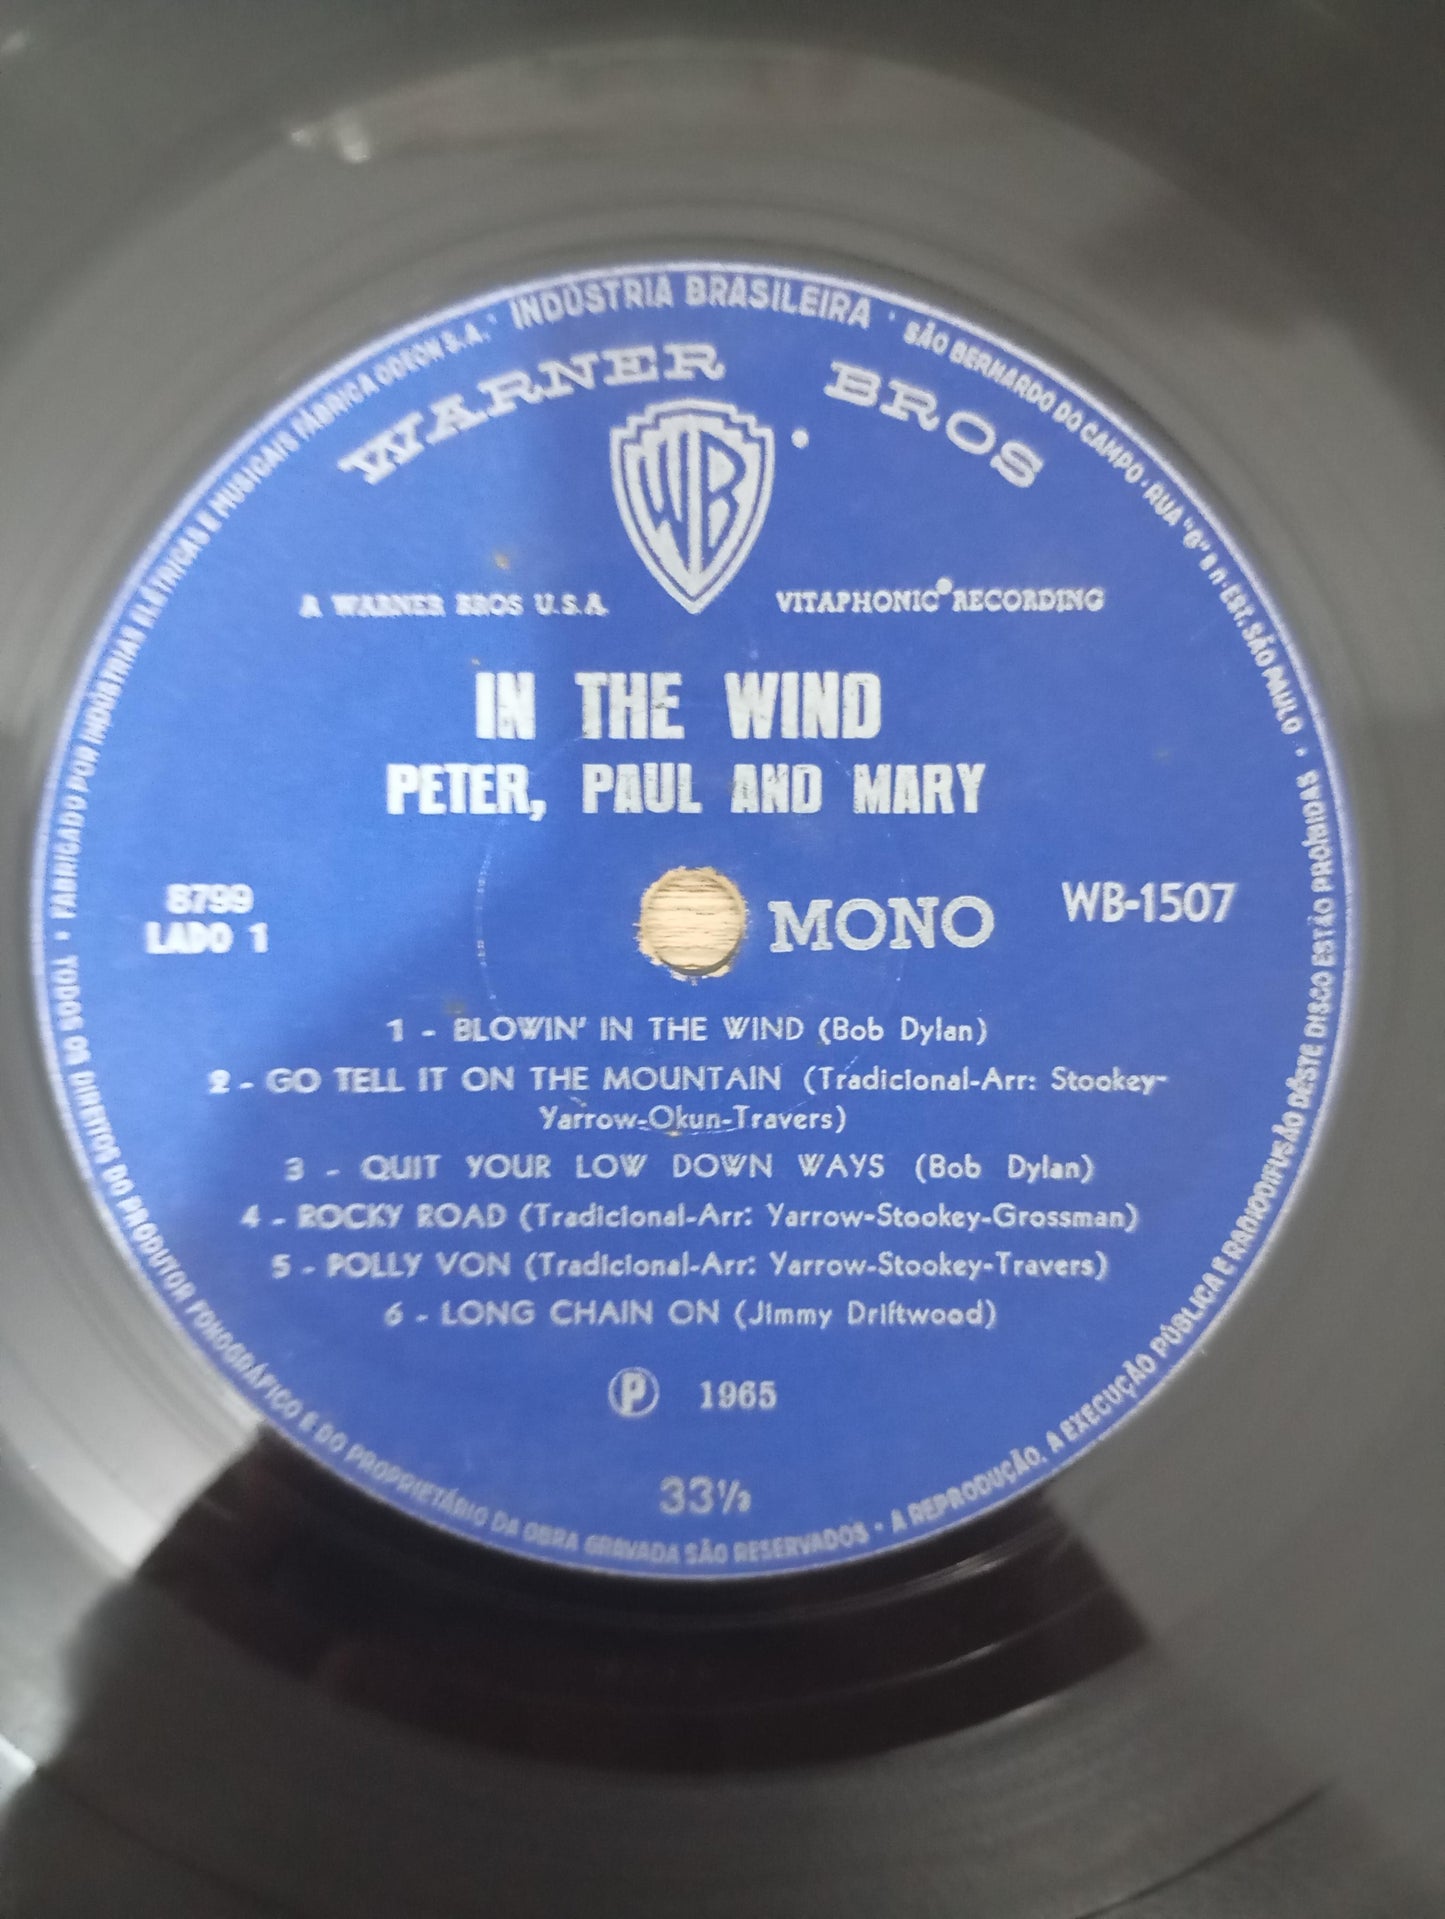 FABRICADO POR INDÚSTRIAS ELÉTRICAS E MUSICAIS FÁBRICA ODEON S.A. • INDÚSTRIA BRASILEIRA • SÃO BERNARDO DO CAMPO • RUA "G" • EST. SÃO PAULO •
WARNER BROS
WB
A WARNER BROS U.S.A. VITAPHONIC® RECORDING
IN THE WIND
PETER, PAUL AND MARY
8799
LADO 1
MONO
WB-1507
1 - BLOWIN' IN THE WIND (Bob Dylan)
2 - GO TELL IT ON THE MOUNTAIN (Tradicional-Arr: Stookey-
Yarrow-Okun-Travers)
3 - QUIT YOUR LOW DOWN WAYS (Bob Dylan)
4 - ROCKY ROAD (Tradicional-Arr: Yarrow-Stookey-Grossman)
5 - POLLY VON (Tradicional-Arr: Yarrow-Stookey-Travers)
6 - LONG CHAIN ON (Jimmy Driftwood)
Ⓟ 1965
33⅓
• TODOS OS DIREITOS DO PRODUTOR FONOGRÁFICO E DO PROPRIETÁRIO DA OBRA GRAVADA SÃO RESERVADOS • A REPRODUÇÃO, A EXECUÇÃO PÚBLICA E RADIODIFUSÃO DÊSTE DISCO ESTÃO PROIBIDAS